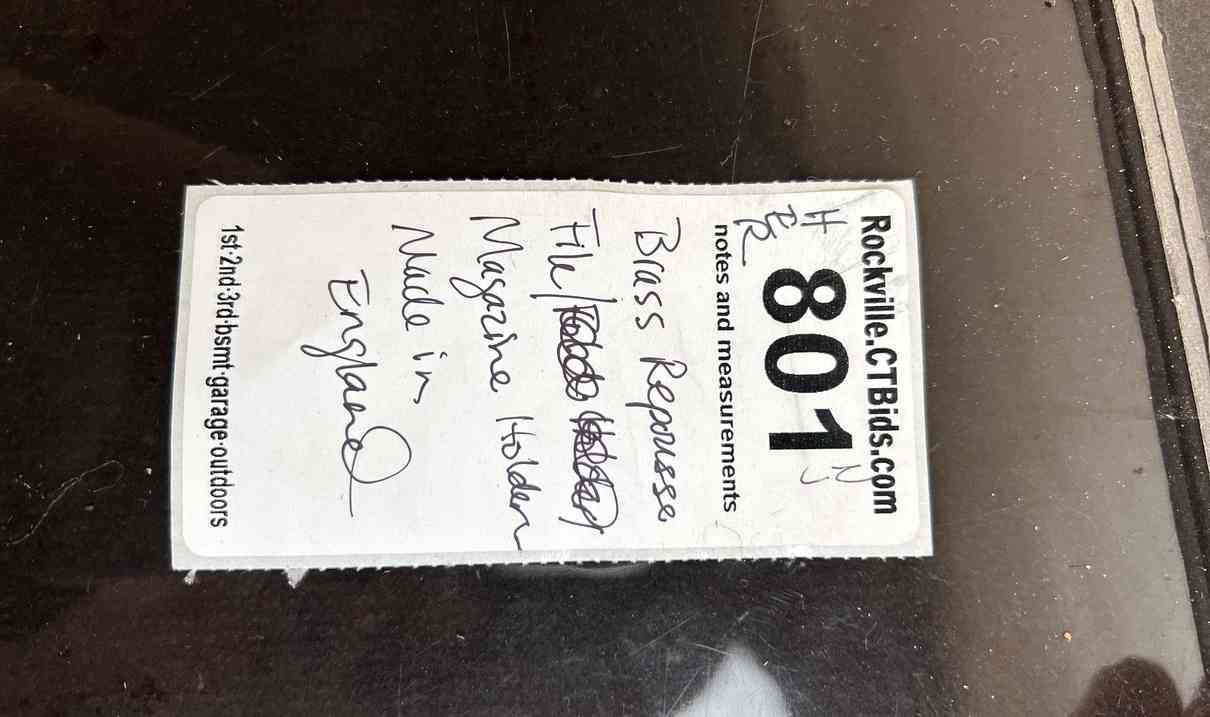 Rockville.CTBids.com
# 801
notes and measurements
Brass Repousse
File/
Magazine Holder
Made in
England
1st·2nd·3rd·bsmt·garage·outdoors